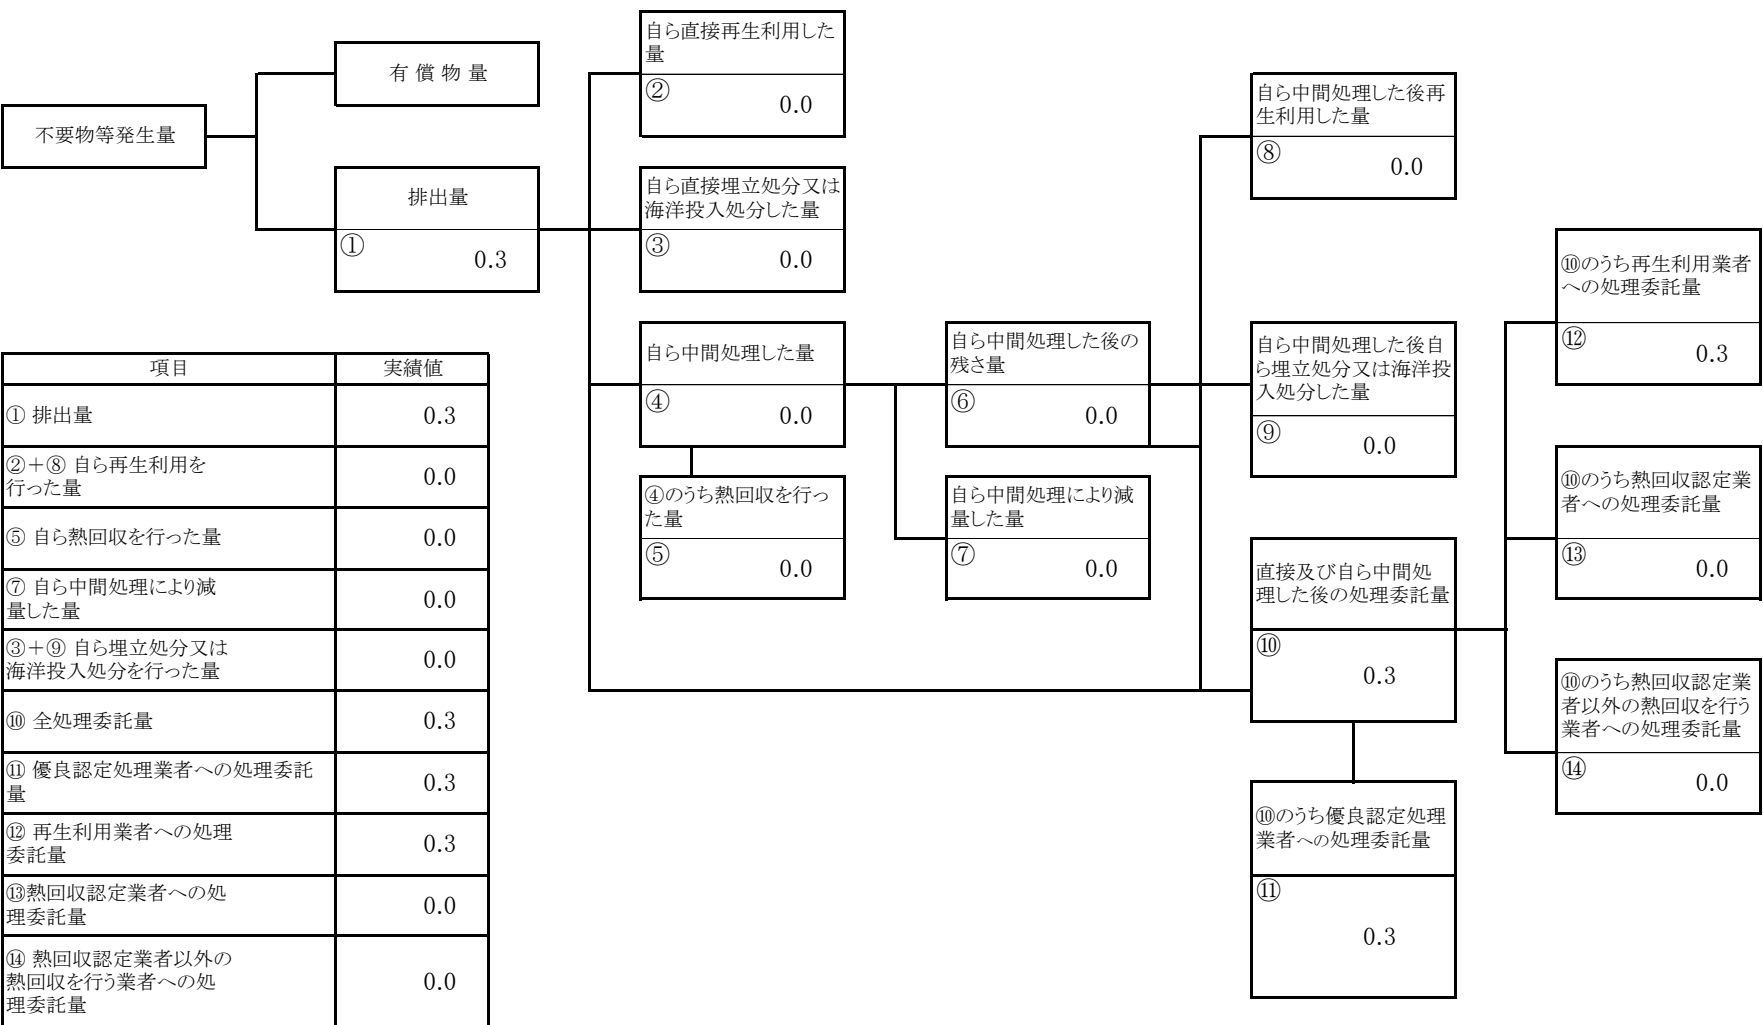 不要物等発生量
有 償 物 量
排出量
①
0.3
自ら直接再生利用した
量
②
0.0
自ら直接埋立処分又は
海洋投入処分した量
③
0.0
自ら中間処理した量
④
0.0
④のうち熱回収を行っ
た量
⑤
0.0
自ら中間処理した後の
残さ量
⑥
0.0
自ら中間処理により減
量した量
⑦
0.0
自ら中間処理した後再
生利用した量
⑧
0.0
自ら中間処理した後自
ら埋立処分又は海洋投
入処分した量
⑨
0.0
直接及び自ら中間処
理した後の処理委託量
⑩
0.3
⑩のうち優良認定処理
業者への処理委託量
⑪
0.3
⑩のうち再生利用業者
への処理委託量
⑫
0.3
⑩のうち熱回収認定業
者への処理委託量
⑬
0.0
⑩のうち熱回収認定業
者以外の熱回収を行う
業者への処理委託量
⑭
0.0
項目 実績値
① 排出量 0.3
②＋⑧ 自ら再生利用を
行った量 0.0
⑤ 自ら熱回収を行った量 0.0
⑦ 自ら中間処理により減
量した量 0.0
③＋⑨ 自ら埋立処分又は
海洋投入処分を行った量 0.0
⑩ 全処理委託量 0.3
⑪ 優良認定処理業者への処理委託
量 0.3
⑫ 再生利用業者への処理
委託量 0.3
⑬熱回収認定業者への処
理委託量 0.0
⑭ 熱回収認定業者以外の
熱回収を行う業者への処
理委託量 0.0